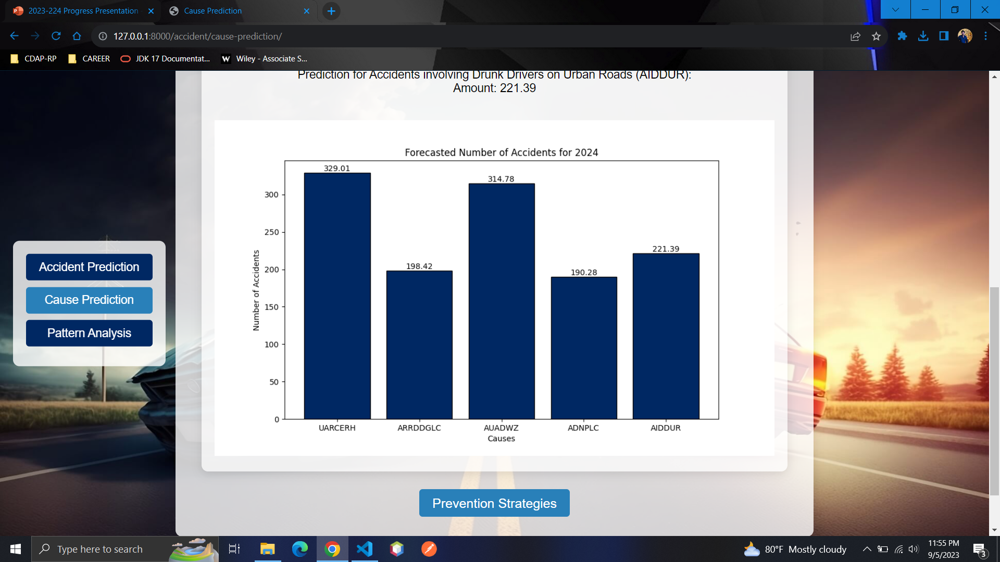 2023-224 Progress Presentation
Cause Prediction
127.0.0.1:8000/accident/cause-prediction/
CDAP-RP
CAREER
JDK 17 Documentat...
W Wiley - Associate S...
Prediction for Accidents involving Drunk Drivers on Urban Roads (AIDDUR):
Amount: 221.39
Accident Prediction
Cause Prediction
Pattern Analysis
Forecasted Number of Accidents for 2024
Number of Accidents
300
250
200
150
100
50
0
329.01
198.42
314.78
190.28
221.39
UARCERH
ARRDDGLC
AUADWZ
ADNPLC
AIDDUR
Causes
Prevention Strategies
Type here to search
80°F Mostly cloudy
11:55 PM
9/5/2023
3